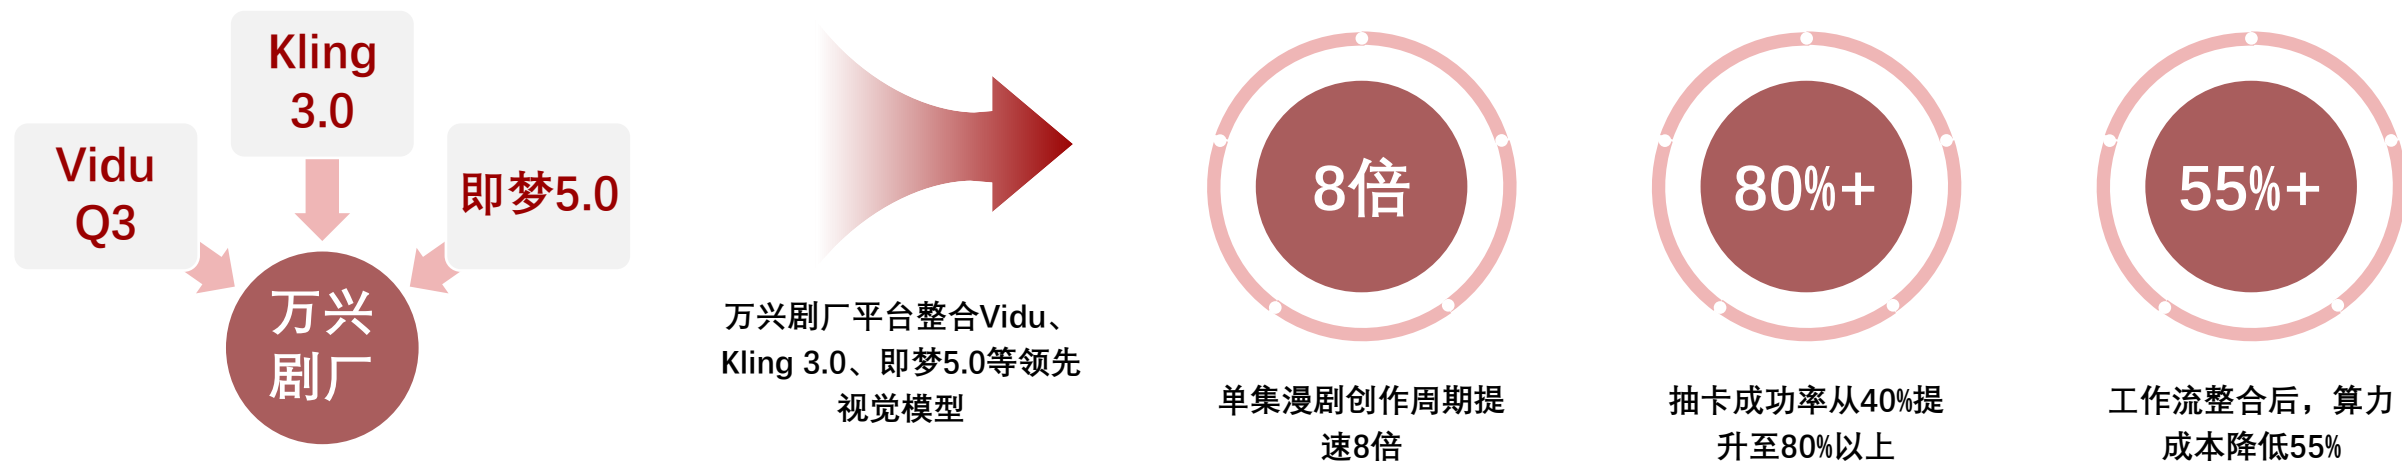 Kling
3.0
Vidu
Q3
即梦5.0
万兴
剧厂
万兴剧厂平台整合Vidu、
Kling 3.0、即梦5.0等领先
视觉模型
8倍
单集漫剧创作周期提
速8倍
80%+
抽卡成功率从40%提
升至80%以上
55%+
工作流整合后，算力
成本降低55%